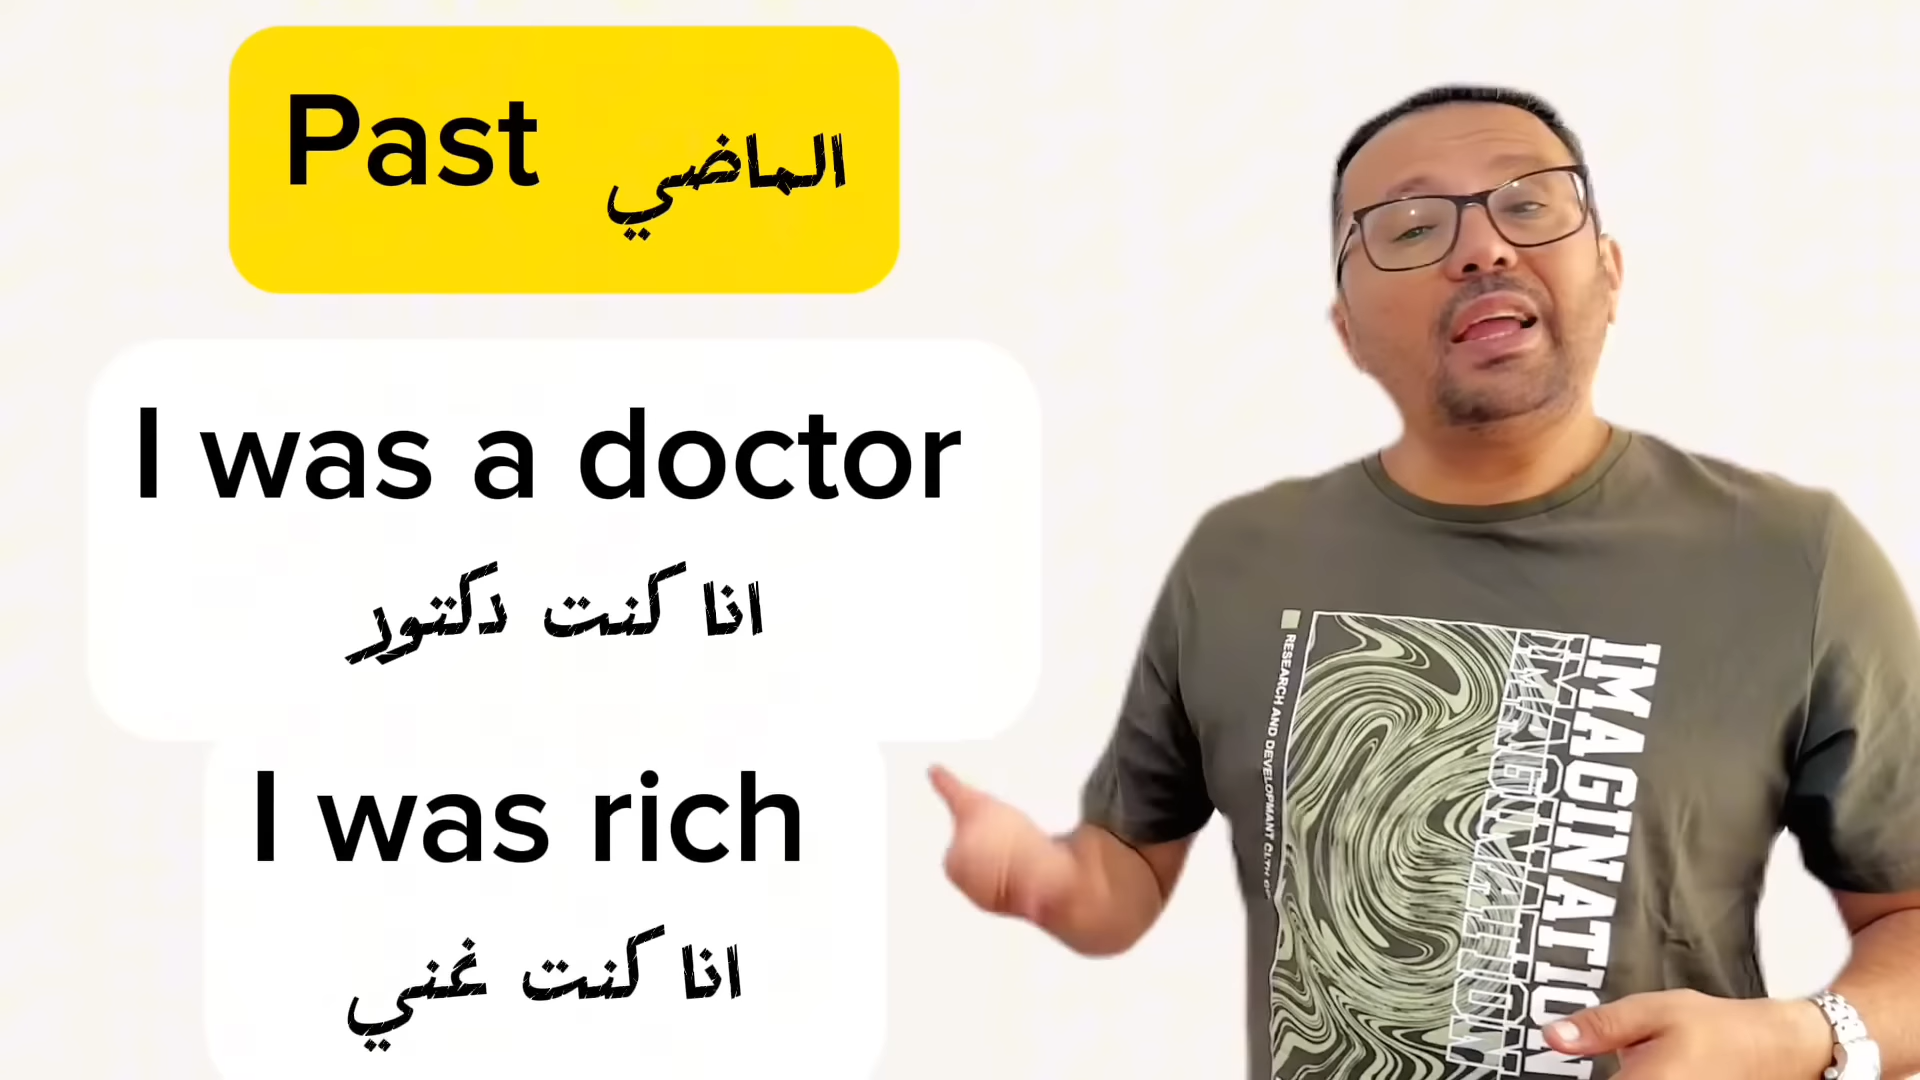 Past الماضي
I was a doctor
انا كنت دكتور
I was rich
انا كنت غني
RESEARCH AND DEVELOPMANT
IMAGINATION
IMAGINATION